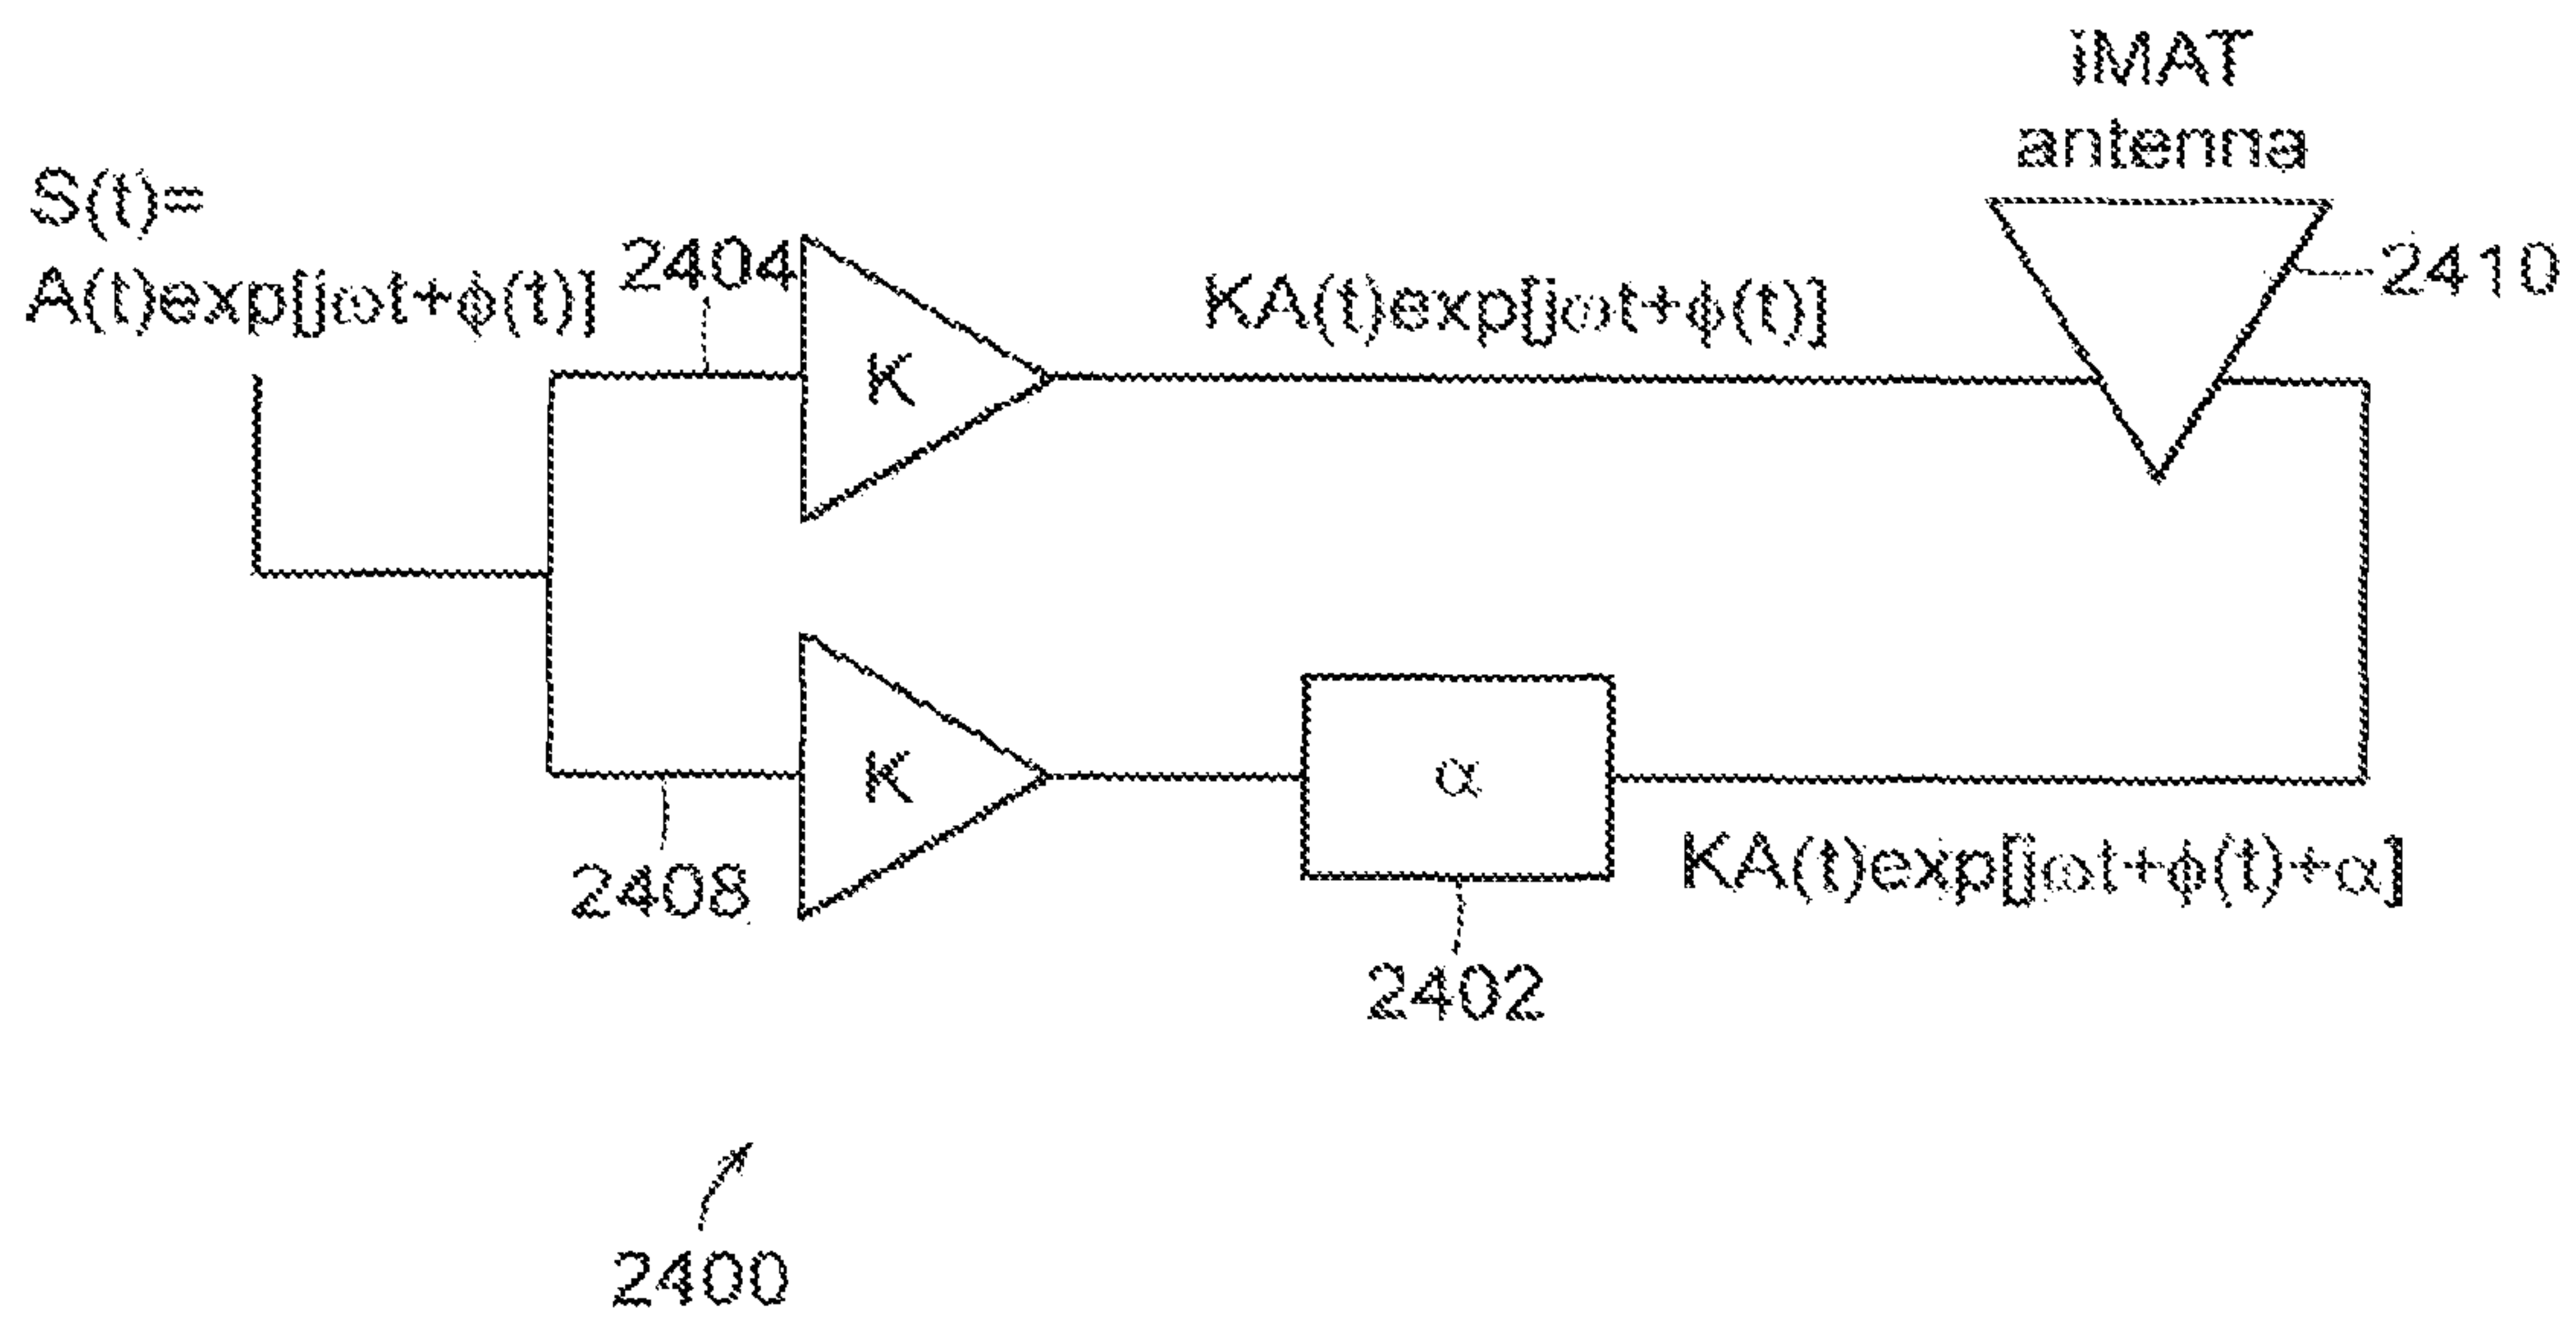 iMAT
antenna
S(t)=
A(t)exp[jωt+ϕ(t)]
2404
KA(t)exp[jωt+ϕ(t)]
2410
K
K
α
2408
KA(t)exp[jωt+ϕ(t)+α]
2402
2400